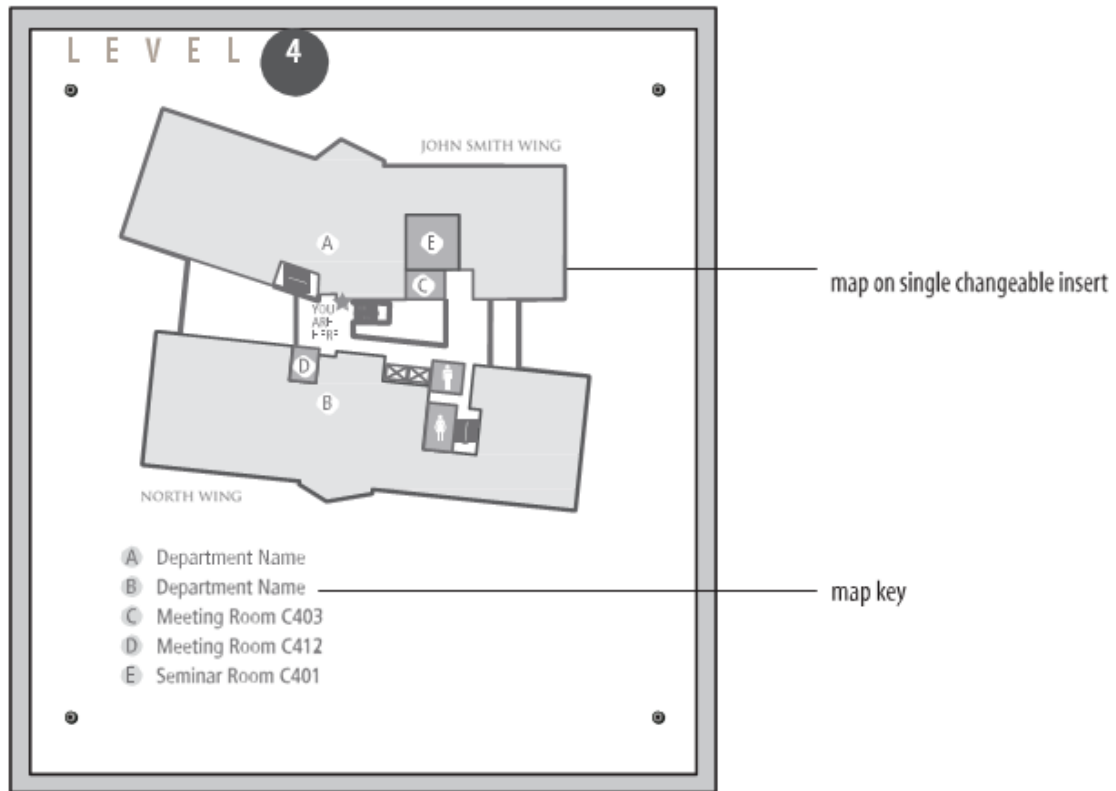 LEVEL 4
JOHN SMITH WING
A
E
C
YOU
ARE
HERE
D
B
NORTH WING
A Department Name
B Department Name
C Meeting Room C403
D Meeting Room C412
E Seminar Room C401
map on single changeable insert
map key